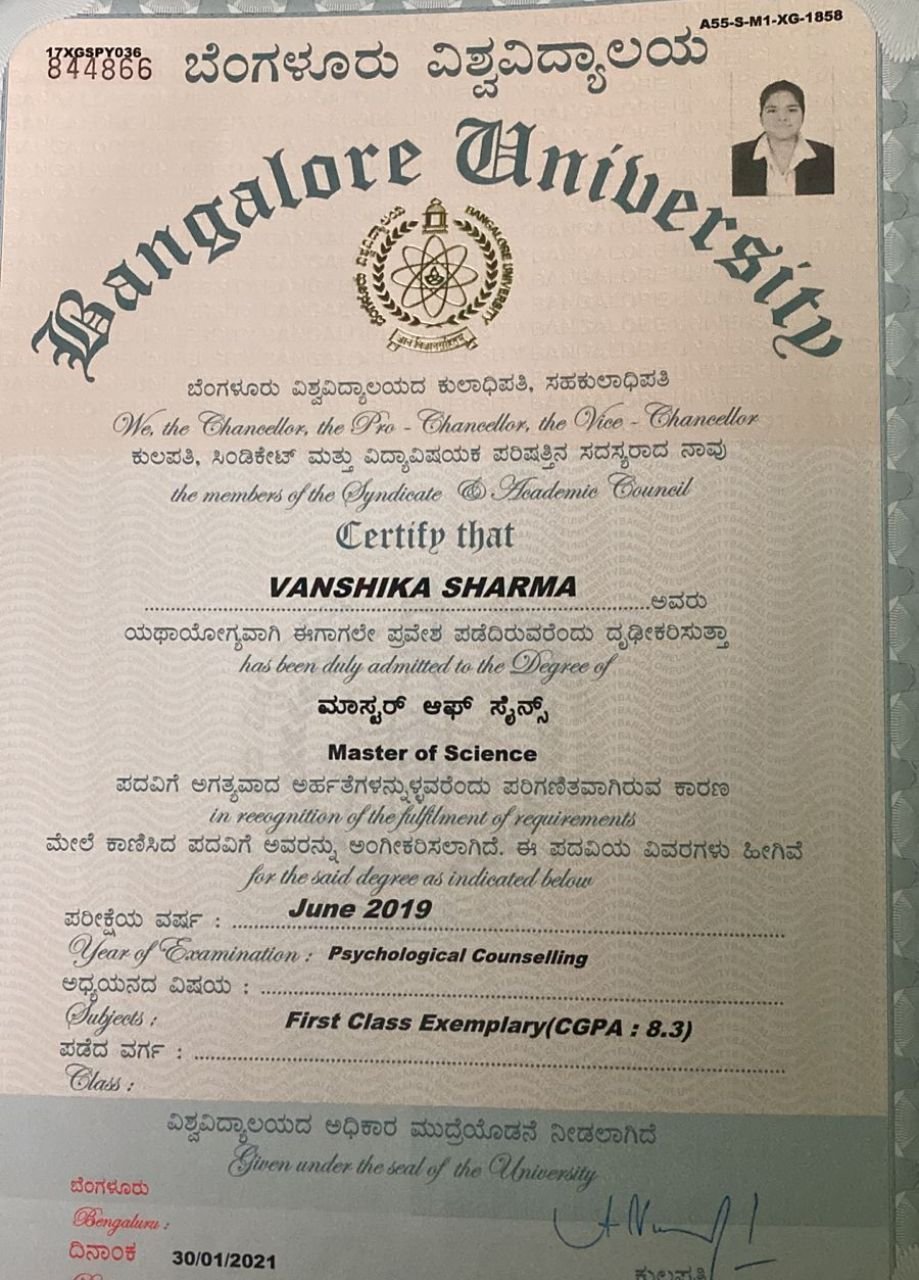 A55-S-M1-XG-1858
17XGSPY036
844866
ಬೆಂಗಳೂರು ವಿಶ್ವವಿದ್ಯಾಲಯ
Bangalore University
ಬೆಂಗಳೂರು ವಿಶ್ವವಿದ್ಯಾಲಯ
BANGALORE UNIVERSITY
ಬೆಂಗಳೂರು ವಿಶ್ವವಿದ್ಯಾಲಯದ ಕುಲಾಧಿಪತಿ, ಸಹಕುಲಾಧಿಪತಿ
We, the Chancellor, the Pro - Chancellor, the Vice - Chancellor
ಕುಲಪತಿ, ಸಿಂಡಿಕೇಟ್ ಮತ್ತು ವಿದ್ಯಾವಿಷಯಕ ಪರಿಷತ್ತಿನ ಸದಸ್ಯರಾದ ನಾವು
the members of the Syndicate & Academic Council
Certify that
VANSHIKA SHARMA
ಅವರು
ಯಥಾಯೋಗ್ಯವಾಗಿ ಈಗಾಗಲೇ ಪ್ರವೇಶ ಪಡೆದಿರುವರೆಂದು ದೃಢೀಕರಿಸುತ್ತಾ
has been duly admitted to the Degree of
ಮಾಸ್ಟರ್ ಆಫ್ ಸೈನ್ಸ್
Master of Science
ಪದವಿಗೆ ಅಗತ್ಯವಾದ ಅರ್ಹತೆಗಳನ್ನುಳ್ಳವರೆಂದು ಪರಿಗಣಿತವಾಗಿರುವ ಕಾರಣ
in recognition of the fulfilment of requirements
ಮೇಲೆ ಕಾಣಿಸಿದ ಪದವಿಗೆ ಅವರನ್ನು ಅಂಗೀಕರಿಸಲಾಗಿದೆ. ಈ ಪದವಿಯ ವಿವರಗಳು ಹೀಗಿವೆ
for the said degree as indicated below
ಪರೀಕ್ಷೆಯ ವರ್ಷ : June 2019
Year of Examination : Psychological Counselling
ಅಧ್ಯಯನದ ವಿಷಯ :
Subjects : First Class Exemplary(CGPA : 8.3)
ಪಡೆದ ವರ್ಗ :
Class :
ವಿಶ್ವವಿದ್ಯಾಲಯದ ಅಧಿಕಾರ ಮುದ್ರೆಯೊಡನೆ ನೀಡಲಾಗಿದೆ
Given under the seal of the University
ಬೆಂಗಳೂರು
Bengaluru :
ದಿನಾಂಕ 30/01/2021
ಕುಲಪತಿ